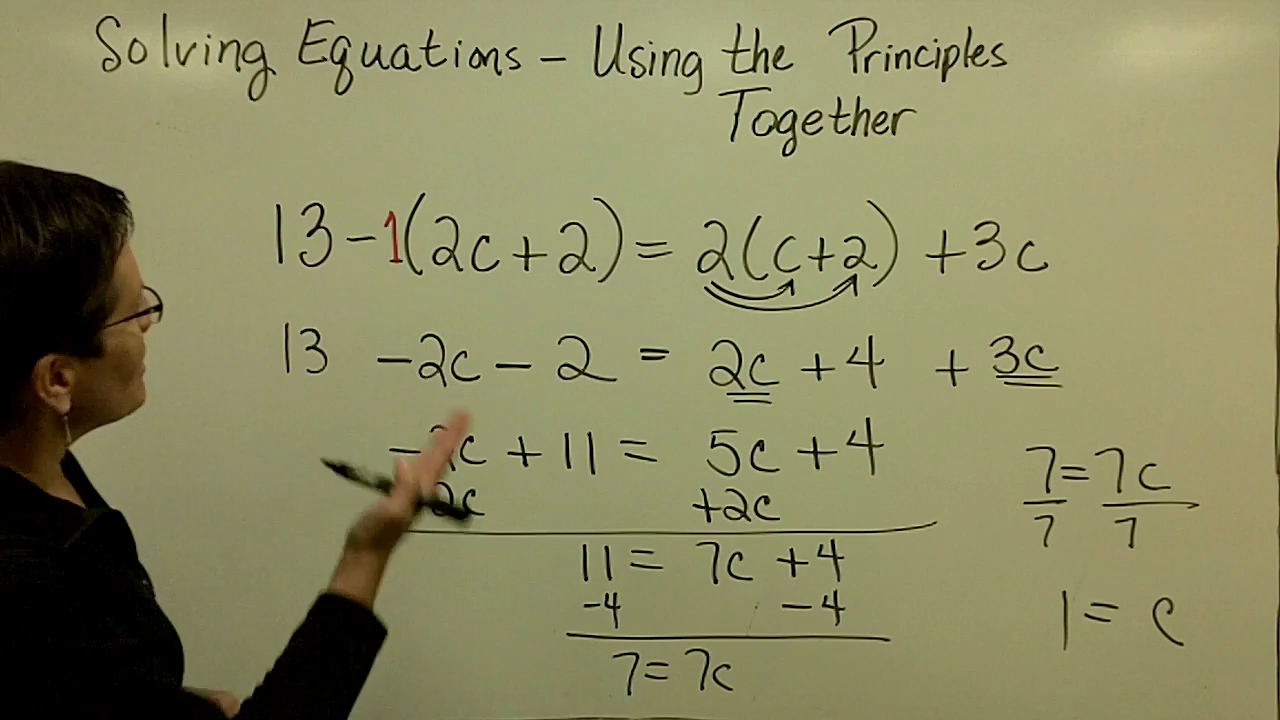 Solving Equations – Using the Principles
Together
13-1(2c+2)=2(c+2)+3c
13 -2c-2 = 2c+4 +3c
-2c+11= 5c+4
2c +2c
11= 7c+4
-4 -4
7=7c
7=7c
7 7
1= c